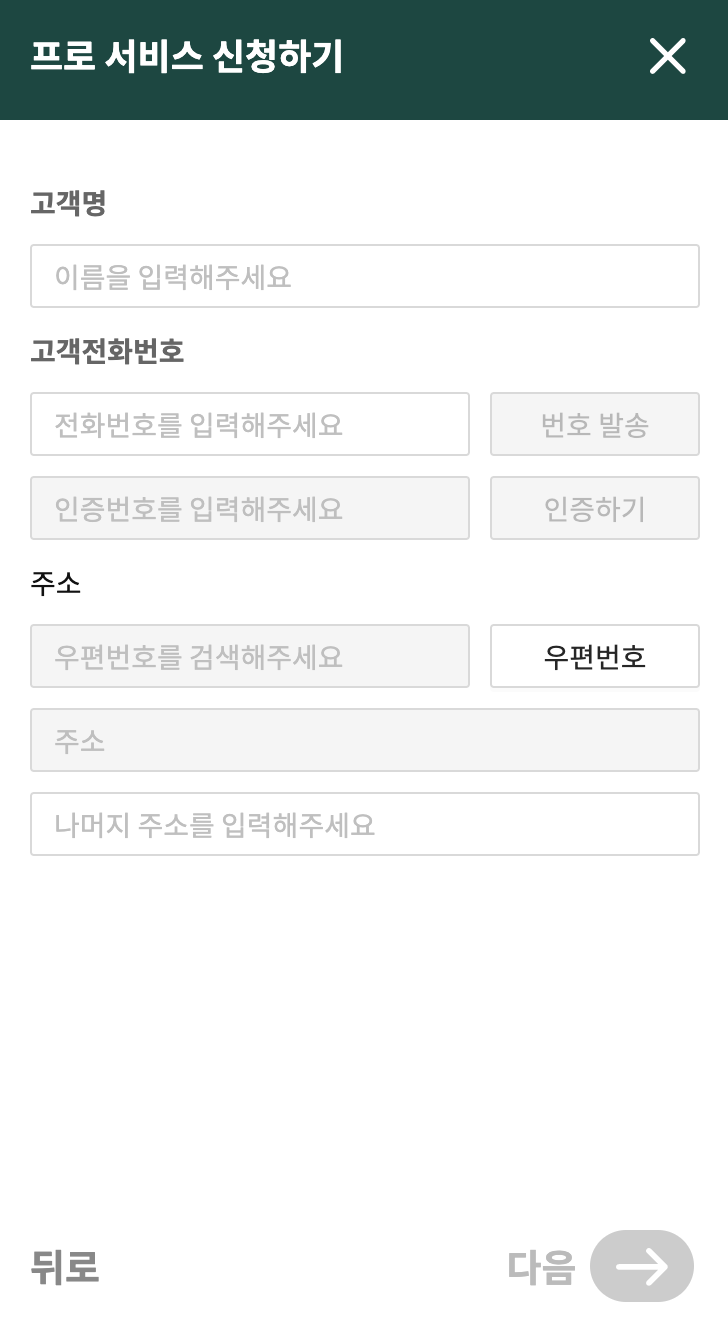 프로 서비스 신청하기
고객명
이름을 입력해주세요
고객전화번호
전화번호를 입력해주세요 번호 발송
인증번호를 입력해주세요 인증하기
주소
우편번호를 검색해주세요 우편번호
주소
나머지 주소를 입력해주세요
뒤로 다음